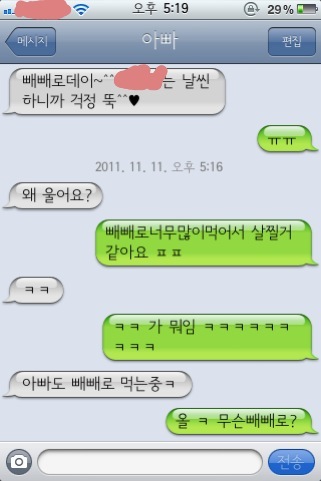 오후 5:19
29%
메시지
아빠
편집
빼빼로데이~^^
는 날씬
하니까 걱정 뚝^^♥
ㅠㅠ
2011. 11. 11. 오후 5:16
왜 울어요?
빼빼로너무많이먹어서 살찔거
같아요 ㅍㅍ
ㅋㅋ
ㅋㅋ 가 뭐임 ㅋㅋㅋㅋㅋㅋ
ㅋㅋㅋ
아빠도 빼빼로 먹는중ㅋ
올 ㅋ 무슨빼빼로?
전송